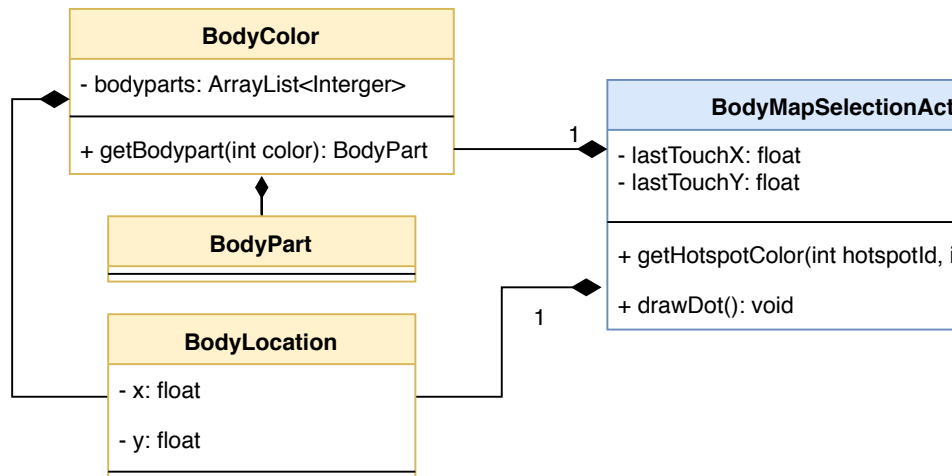 BodyColor
- bodyparts: ArrayList<Interger>
+ getBodypart(int color): BodyPart
BodyPart
BodyLocation
- x: float
- y: float
1
1
BodyMapSelectionAct
- lastTouchX: float
- lastTouchY: float
+ getHotspotColor(int hotspotId, i
+ drawDot(): void